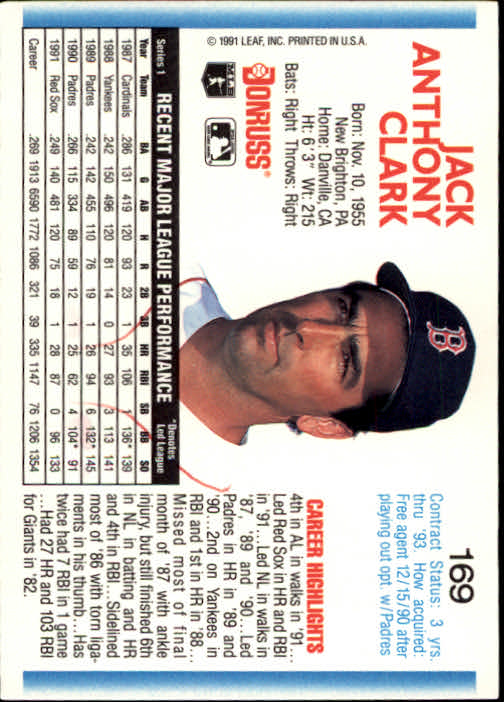 169
JACK
ANTHONY
CLARK
Born: Nov. 10, 1955
New Brighton, PA
Home: Danville, CA
Ht: 6' 3" Wt: 215
Bats: Right Throws: Right
DONRUSS
MLB
© 1991 LEAF, INC. PRINTED IN U.S.A.
B
Contract Status: 3 yrs.
thru '93. How acquired:
Free agent 12/15/90 after
playing out opt. w/Padres
CAREER HIGHLIGHTS
4th in AL in walks in '91...
Led Red Sox in HR and RBI
in '91...Led NL in walks in
'87, '89 and '90...Led
Padres in HR in '89 and
'90...2nd on Yankees in
RBI and 1st in HR in '88...
Missed most of final
month of '87 with ankle
injury, but still finished 6th
in NL in batting and HR
and 4th in RBI...Sidelined
most of '86 with torn liga-
ments in his thumb...Has
twice had 7 RBI in 1 game
...Had 27 HR and 103 RBI
for Giants in '82.
Series 1 RECENT MAJOR LEAGUE PERFORMANCE *Denotes Led League
Year Team BA G AB H R 2B 3B HR RBI SB BB SO
1987 Cardinals .286 131 419 120 93 23 1 35 106 1 136* 139
1988 Yankees .242 150 496 120 81 14 0 27 93 3 113 141
1989 Padres .242 142 455 110 76 19 1 26 94 6 132* 145
1990 Padres .266 115 334 89 59 12 1 25 62 4 104* 91
1991 Red Sox .249 140 481 120 75 18 1 28 87 0 96 133
Career .269 1913 6590 1772 1086 321 39 335 1147 76 1206 1354